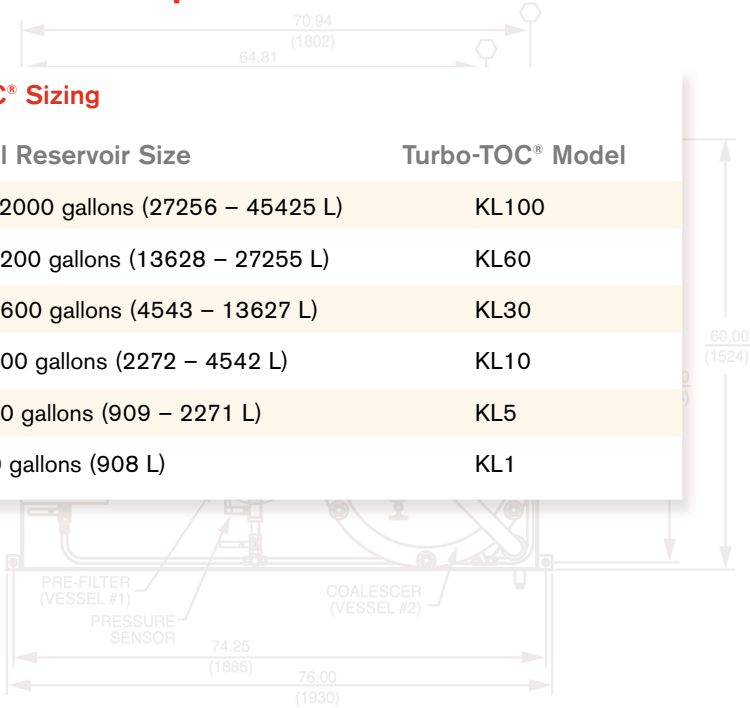 70.94
(1802)
64.81
C® Sizing
l Reservoir Size Turbo-TOC® Model
2000 gallons (27256 – 45425 L) KL100
200 gallons (13628 – 27255 L) KL60
600 gallons (4543 – 13627 L) KL30
00 gallons (2272 – 4542 L) KL10
0 gallons (909 – 2271 L) KL5
gallons (908 L) KL1
60.00
(1524)
PRE-FILTER
(VESSEL #1)
COALESCER
(VESSEL #2)
PRESSURE
SENSOR
74.25
(1886)
76.00
(1930)